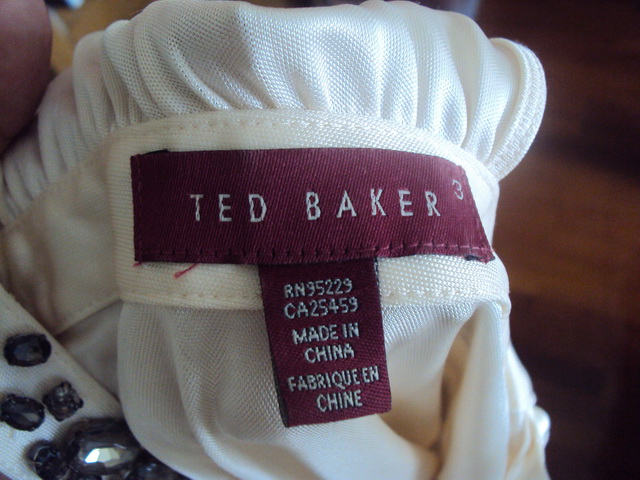 TED BAKER 3
RN95229
CA25459
MADE IN
CHINA
FABRIQUE EN
CHINE